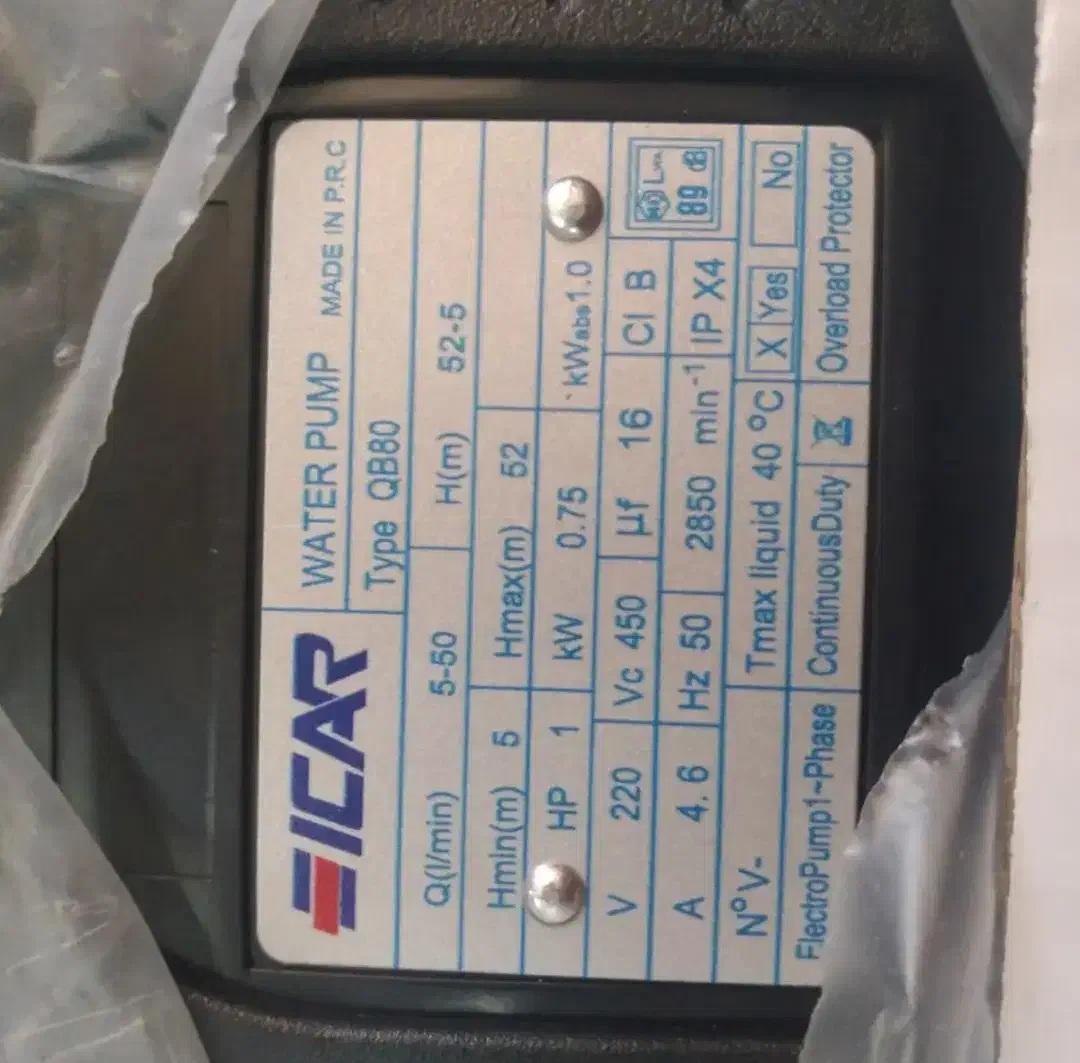 EICAR
WATER PUMP MADE IN P.R.C
Type QB80
Q(l/min) 5-50 H(m) 52-5
Hmin(m) 5 Hmax(m) 52
HP 1 kW 0.75 kWabs1.0
V 220 Vc 450 µf 16 Cl B
A 4.6 Hz 50 2850 min-1 IP X4
LWA
89 dB
N°V- Tmax liquid 40 °C X Yes No
FlectroPump1~Phase ContinuousDuty Overload Protector